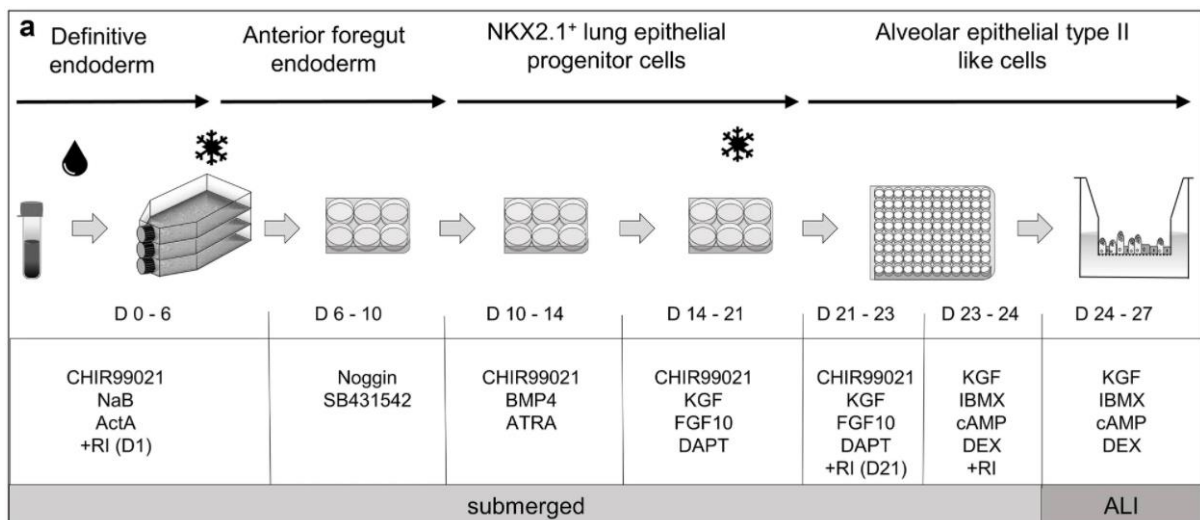 a
Definitive
endoderm
Anterior foregut
endoderm
NKX2.1⁺ lung epithelial
progenitor cells
Alveolar epithelial type II
like cells
D 0 - 6
D 6 - 10
D 10 - 14
D 14 - 21
D 21 - 23
D 23 - 24
D 24 - 27
CHIR99021
NaB
ActA
+RI (D1)
Noggin
SB431542
CHIR99021
BMP4
ATRA
CHIR99021
KGF
FGF10
DAPT
CHIR99021
KGF
FGF10
DAPT
+RI (D21)
KGF
IBMX
cAMP
DEX
+RI
KGF
IBMX
cAMP
DEX
submerged
ALI